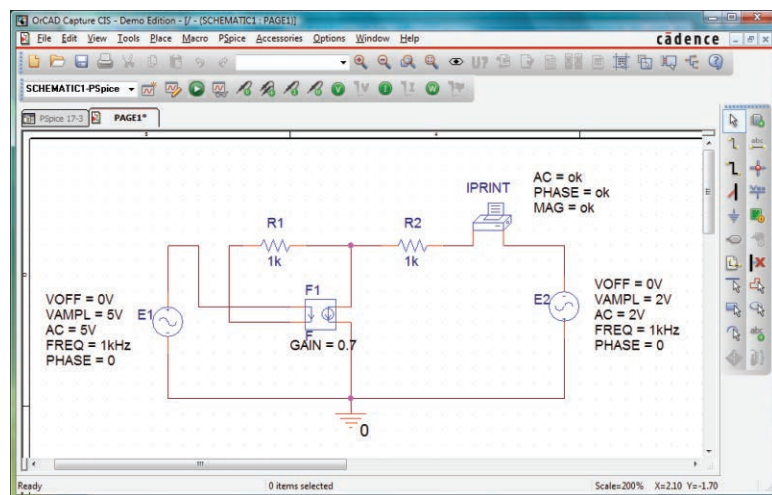 OrCAD Capture CIS - Demo Edition - [/ - (SCHEMATIC1 : PAGE1)]
File Edit View Tools Place Macro PSpice Accessories Options Window Help
cādence
U?
SCHEMATIC1-PSpice
V V I I W
PSpice 17-3
PAGE1*
abc
AC = ok
PHASE = ok
MAG = ok
IPRINT
R1
1k
R2
1k
F1
F
GAIN = 0.7
VOFF = 0V
VAMPL = 5V
AC = 5V
FREQ = 1kHz
PHASE = 0
E1
E2
VOFF = 0V
VAMPL = 2V
AC = 2V
FREQ = 1kHz
PHASE = 0
0
Ready
0 items selected
Scale=200% X=2.10 Y=-1.70